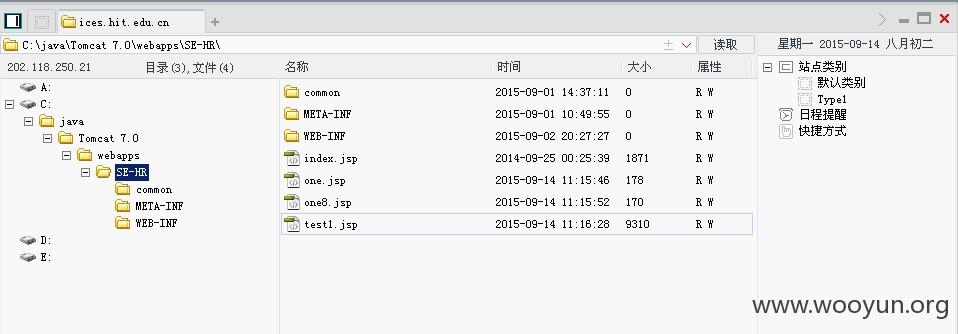 ices.hit.edu.cn
C:\java\Tomcat 7.0\webapps\SE-HR\ 读取 星期一 2015-09-14 八月初二
202.118.250.21 目录(3),文件(4) 名称 时间 大小 属性
A:
C:
java
Tomcat 7.0
webapps
SE-HR
common
META-INF
WEB-INF
D:
E:
common 2015-09-01 14:37:11 0 R W
META-INF 2015-09-01 10:49:55 0 R W
WEB-INF 2015-09-02 20:27:27 0 R W
index.jsp 2014-09-25 00:25:39 1871 R W
one.jsp 2015-09-14 11:15:46 178 R W
one8.jsp 2015-09-14 11:15:52 170 R W
test1.jsp 2015-09-14 11:16:28 9310 R W
站点类别
默认类别
Type1
日程提醒
快捷方式
www.wooyun.org